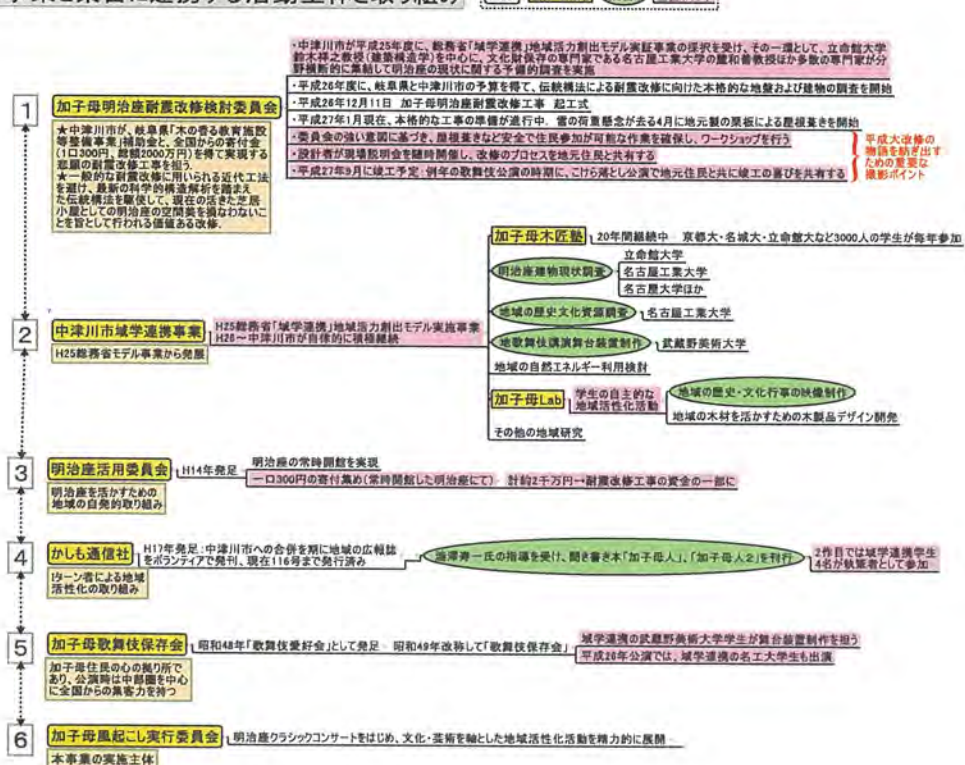 業と某者に連携する活動主体と取り組み
・中津川市が平成25年度に、総務省「域学連携」地域活力創出モデル実証事業の採択を受け、その一環として、立命館大学
鈴木祥之教授(建築構造学)を中心に、文化財保存の専門家である名古屋工業大学の麓和善教授ほか多数の専門家が分
野横断的に集結して明治座の現状に関する予備的調査を実施
・平成26年度に、岐阜県と中津川市の予算を得て、伝統構法による耐震改修に向けた本格的な地盤および建物の調査を開始
1
加子母明治座耐震改修検討委員会
・平成26年12月11日 加子母明治座耐震改修工事 起工式
・平成27年1月現在、本格的な工事の準備が進行中。雪の荷重懸念が去る4月に地元製の栗板による屋根葺きを開始
・委員会の強い意図に基づき、屋根葺きなど安全で住民参加が可能な作業を確保し、ワークショップを行う
・設計者が現場説明会を随時開催し、改修のプロセスを地元住民と共有する
・平成27年9月に竣工予定:例年の歌舞伎公演の時期に、こけら落とし公演で地元住民と共に竣工の喜びを共有する
平成大改修の
物語を紡ぎ出す
ための重要な
撮影ポイント
★中津川市が、岐阜県「木の香る教育施設
等整備事業」補助金と、全国からの寄付金
(1口300円、総額2000万円)を得て実現する
悲願の耐震改修工事を担う。
★一般的な耐震改修に用いられる近代工法
を避け、最新の科学的構造解析を踏まえ
た伝統構法を駆使して、現在の活きた芝居
小屋としての明治座の空間美を損なわないこ
とを旨として行われる価値ある改修.
2
中津川市域学連携事業
H25総務省モデル事業から発展
H25総務省「域学連携」地域活力創出モデル実施事業
H26~中津川市が自体的に積極継続
加子母木匠塾
20年間継続中 京都大・名城大・立命館大など3000人の学生が毎年参加
明治座建物現状調査
立命館大学
名古屋工業大学
名古屋大学ほか
地域の歴史文化資源調査
名古屋工業大学
地歌舞伎講演舞台装置制作
武蔵野美術大学
地域の自然エネルギー利用検討
加子母Lab
学生の自主的な
地域活性化活動
地域の歴史・文化行事の映像制作
地域の木材を活かすための木製品デザイン開発
その他の地域研究
3
明治座活用委員会
明治座を活かすための
地域の自発的取り組み
H14年発足
明治座の常時開館を実現
一口300円の寄付集め(常時開館した明治座にて) 計約2千万円→耐震改修工事の資金の一部に
4
かしも通信社
Iターン者による地域
活性化の取り組み
H17年発足:中津川市への合併を期に地域の広報誌
をボランティアで発刊、現在116号まで発行済み
澁澤寿一氏の指導を受け、聞き書き本「加子母人」、「加子母人2」を刊行
2作目では域学連携学生
4名が執筆者として参加
5
加子母歌舞伎保存会
加子母住民の心の拠り所で
あり、公演時は中部圏を中心
に全国からの集客力を持つ
昭和48年「歌舞伎愛好会」として発足 昭和49年改称して「歌舞伎保存会」
域学連携の武蔵野美術大学学生が舞台装置制作を担う
平成26年公演では、域学連携の名工大学生も出演
6
加子母風起こし実行委員会
本事業の実施主体
明治座クラシックコンサートをはじめ、文化・芸術を軸とした地域活性化活動を精力的に展開